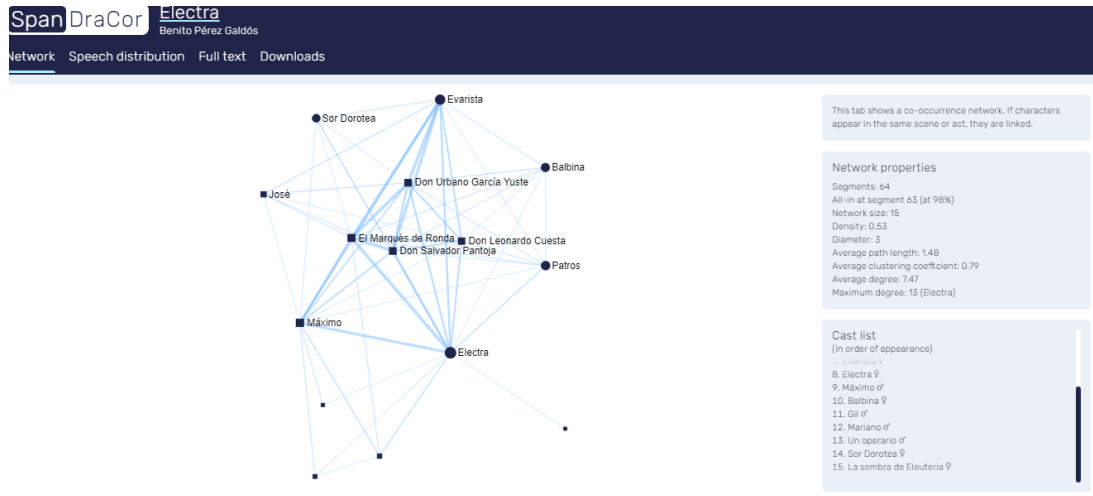 SpanDraCor
Electra
Benito Pérez Galdós
Network Speech distribution Full text Downloads
Evarista
Sor Dorotea
Balbina
Don Urbano García Yuste
José
El Marqués de Ronda
Don Leonardo Cuesta
Don Salvador Pantoja
Patros
Máximo
Electra
This tab shows a co-occurrence network. If characters
appear in the same scene or act, they are linked.
Network properties
Segments: 64
All-in at segment 63 (at 98%)
Network size: 15
Density: 0.53
Diameter: 3
Average path length: 1.48
Average clustering coefficient: 0.79
Average degree: 7.47
Maximum degree: 13 (Electra)
Cast list
(in order of appearance)
7. Evarista ♀
8. Electra ♀
9. Máximo ♂
10. Balbina ♀
11. Gil ♂
12. Mariano ♂
13. Un operario ♂
14. Sor Dorotea ♀
15. La sombra de Eleuteria ♀